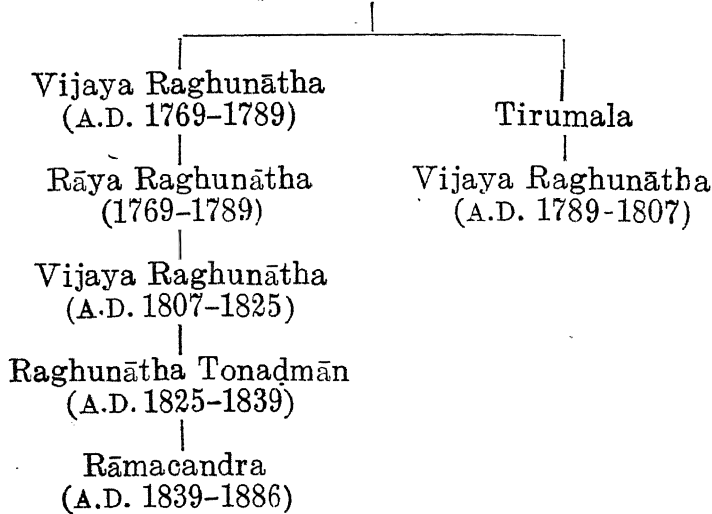 Vijaya Raghunātha
(A.D. 1769–1789)
Tirumala
Rāya Raghunātha
(1769–1789)
Vijaya Raghunātha
(A.D. 1789-1807)
Vijaya Raghunātha
(A.D. 1807–1825)
Raghunātha Tonaḍmān
(A.D. 1825–1839)
Rāmacandra
(A.D. 1839–1886)